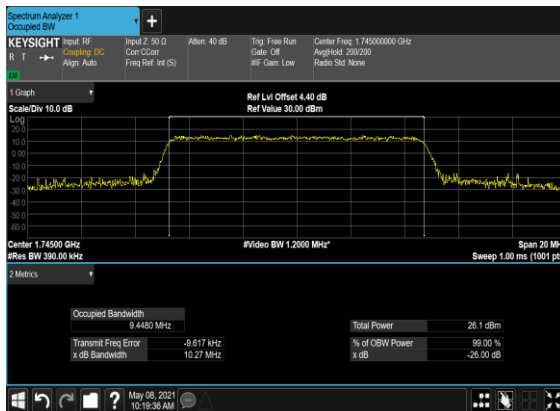 Spectrum Analyzer 1
Occupied BW
KEYSIGHT
R T
LXI
Input: RF
Coupling: DC
Align: Auto
Input Z: 50 Ω
Corr CCorr
Freq Ref: Int (S)
Atten: 40 dB
Trig: Free Run
Gate: Off
#IF Gain: Low
Center Freq: 1.745000000 GHz
Avg|Hold: 200/200
Radio Std: None
1 Graph
Scale/Div 10.0 dB
Ref Lvl Offset 4.40 dB
Ref Value 30.00 dBm
Log
20.0
10.0
0.00
-10.0
-20.0
-30.0
-40.0
-50.0
-60.0
Center 1.74500 GHz
#Res BW 390.00 kHz
#Video BW 1.2000 MHz*
Span 20 MH
Sweep 1.00 ms (1001 pts
2 Metrics
Occupied Bandwidth
9.4480 MHz
Transmit Freq Error -9.617 kHz
x dB Bandwidth 10.27 MHz
Total Power 26.1 dBm
% of OBW Power 99.00 %
x dB -26.00 dB
?
May 08, 2021
10:19:36 AM